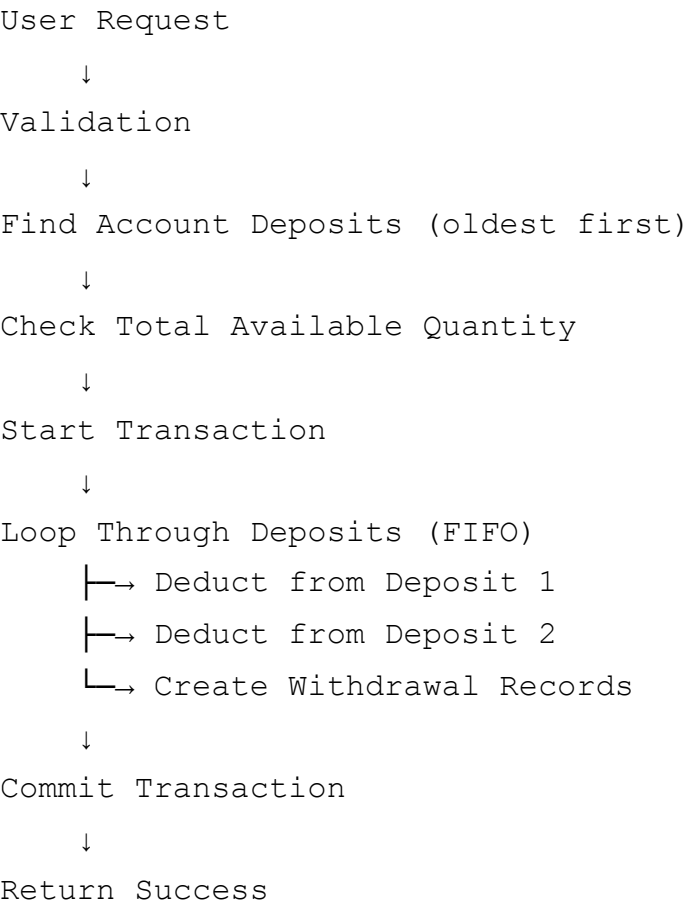 User Request
↓
Validation
↓
Find Account Deposits (oldest first)
↓
Check Total Available Quantity
↓
Start Transaction
↓
Loop Through Deposits (FIFO)
├─→ Deduct from Deposit 1
├─→ Deduct from Deposit 2
└─→ Create Withdrawal Records
↓
Commit Transaction
↓
Return Success